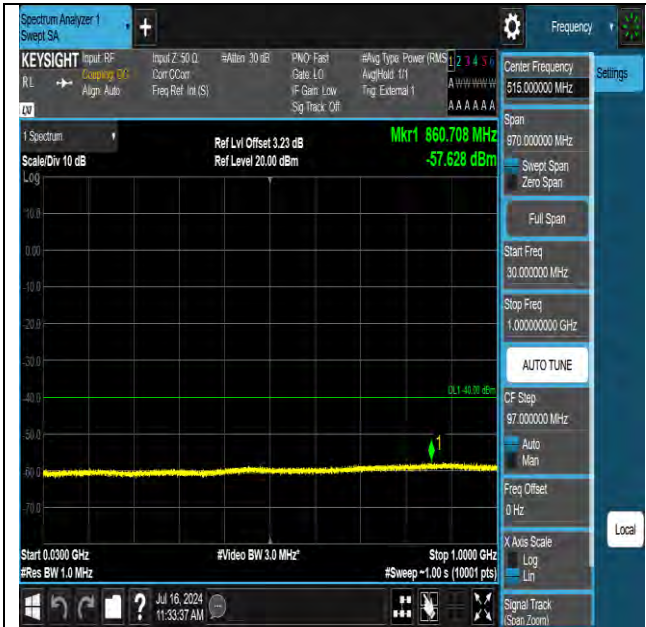 Spectrum Analyzer 1
Swept SA
+
Frequency
KEYSIGHT
RL
Input: RF
Coupling: DC
Align: Auto
Input Z: 50 Ω
Corr CCorr
Freq Ref: Int (S)
#Atten: 30 dB
PNO: Fast
Gate: LO
IF Gain: Low
Sig Track: Off
#Avg Type: Power (RMS
Avg|Hold: 1/1
Trig: External 1
1 2 3 4 5 6
A W W W W W
A A A A A A
Settings
1 Spectrum
Scale/Div 10 dB
Ref Lvl Offset 3.23 dB
Ref Level 20.00 dBm
Mkr1 860.708 MHz
-57.628 dBm
Log
10.0
0.00
-10.0
-20.0
-30.0
-40.0
-50.0
-60.0
-70.0
DL1 -40.00 dBm
1
Start 0.0300 GHz
#Res BW 1.0 MHz
#Video BW 3.0 MHz*
Stop 1.0000 GHz
#Sweep ~1.00 s (10001 pts)
?
Jul 16, 2024
11:33:37 AM
Center Frequency
515.000000 MHz
Span
970.000000 MHz
Swept Span
Zero Span
Full Span
Start Freq
30.000000 MHz
Stop Freq
1.000000000 GHz
AUTO TUNE
CF Step
97.000000 MHz
Auto
Man
Freq Offset
0 Hz
X Axis Scale
Log
Lin
Signal Track
(Span Zoom)
Local